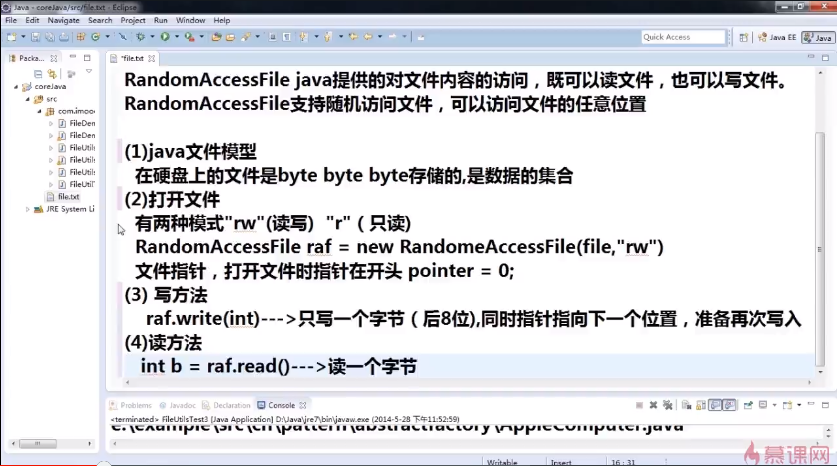 Java - coreJava/src/file.txt - Eclipse
File Edit Navigate Search Project Run Window Help
Quick Access
Java EE
Java
Packa
*file.txt
coreJava
src
com.imooc
FileDem
FileDem
FileUtils
FileUtils
FileUtils
FileUtilT
file.txt
JRE System Li
RandomAccessFile java提供的对文件内容的访问，既可以读文件，也可以写文件。
RandomAccessFile支持随机访问文件，可以访问文件的任意位置
(1)java文件模型
在硬盘上的文件是byte byte byte存储的,是数据的集合
(2)打开文件
有两种模式"rw"(读写) "r"（只读)
RandomAccessFile raf = new RandomeAccessFile(file,"rw")
文件指针，打开文件时指针在开头 pointer = 0;
(3) 写方法
raf.write(int)--->只写一个字节（后8位),同时指针指向下一个位置，准备再次写入
(4)读方法
int b = raf.read()--->读一个字节
Problems Javadoc Declaration Console
<terminated> FileUtilsTest3 [Java Application] D:\Java\jre7\bin\javaw.exe (2014-5-28 下午11:52:59)
e:\example\src\cn\pattern\abstractfactory\AppleComputer.java
Writable Insert 16 : 31
慕课网